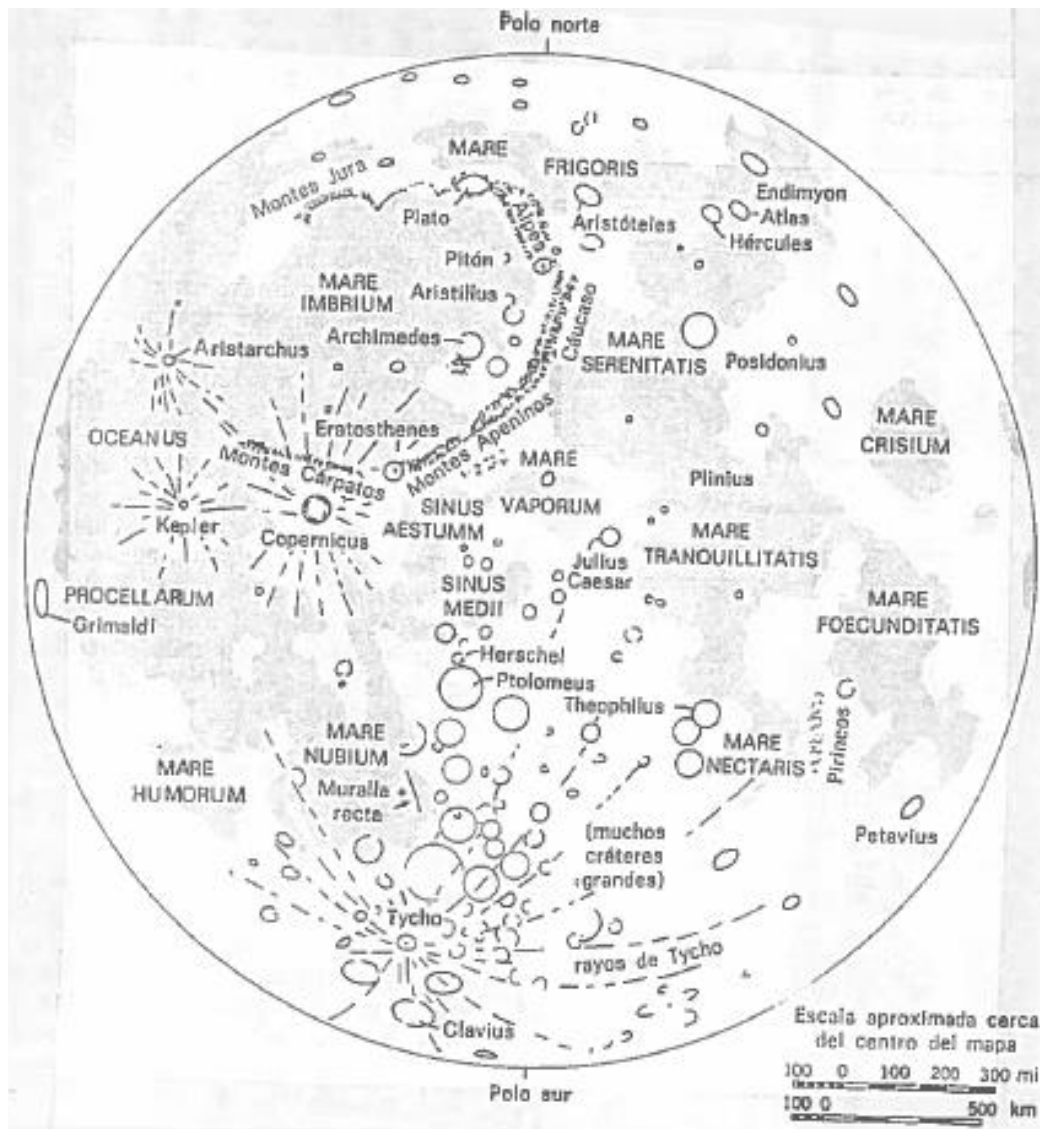 Polo norte
MARE
FRIGORIS
Montes Jura
Endimyon
Atlas
Hércules
Plato
Alpes
Aristóteles
Pitón
MARE
IMBRIUM
Aristilius
Archimedes
Cáucaso
MARE
SERENITATIS
Posidonius
Aristarchus
Eratosthenes
Montes Apeninos
MARE
CRISIUM
OCEANUS
Montes
Cárpatos
MARE
VAPORUM
Plinius
SINUS
AESTUMM
Kepler
Copernicus
MARE
TRANQUILLITATIS
Julius
Caesar
SINUS
MEDII
PROCELLARUM
Grimaldi
MARE
FOECUNDITATIS
Herschel
Ptolomeus
Theophilus
MARE
NUBIUM
MARE
NECTARIS
Pirineos
MARE
HUMORUM
Muralla
recta
Petavius
(muchos
cráteres
grandes)
Tycho
rayos de Tycho
Clavius
Escala aproximada cerca
del centro del mapa
100 0 100 200 300 mi
100 0 500 km
Polo sur